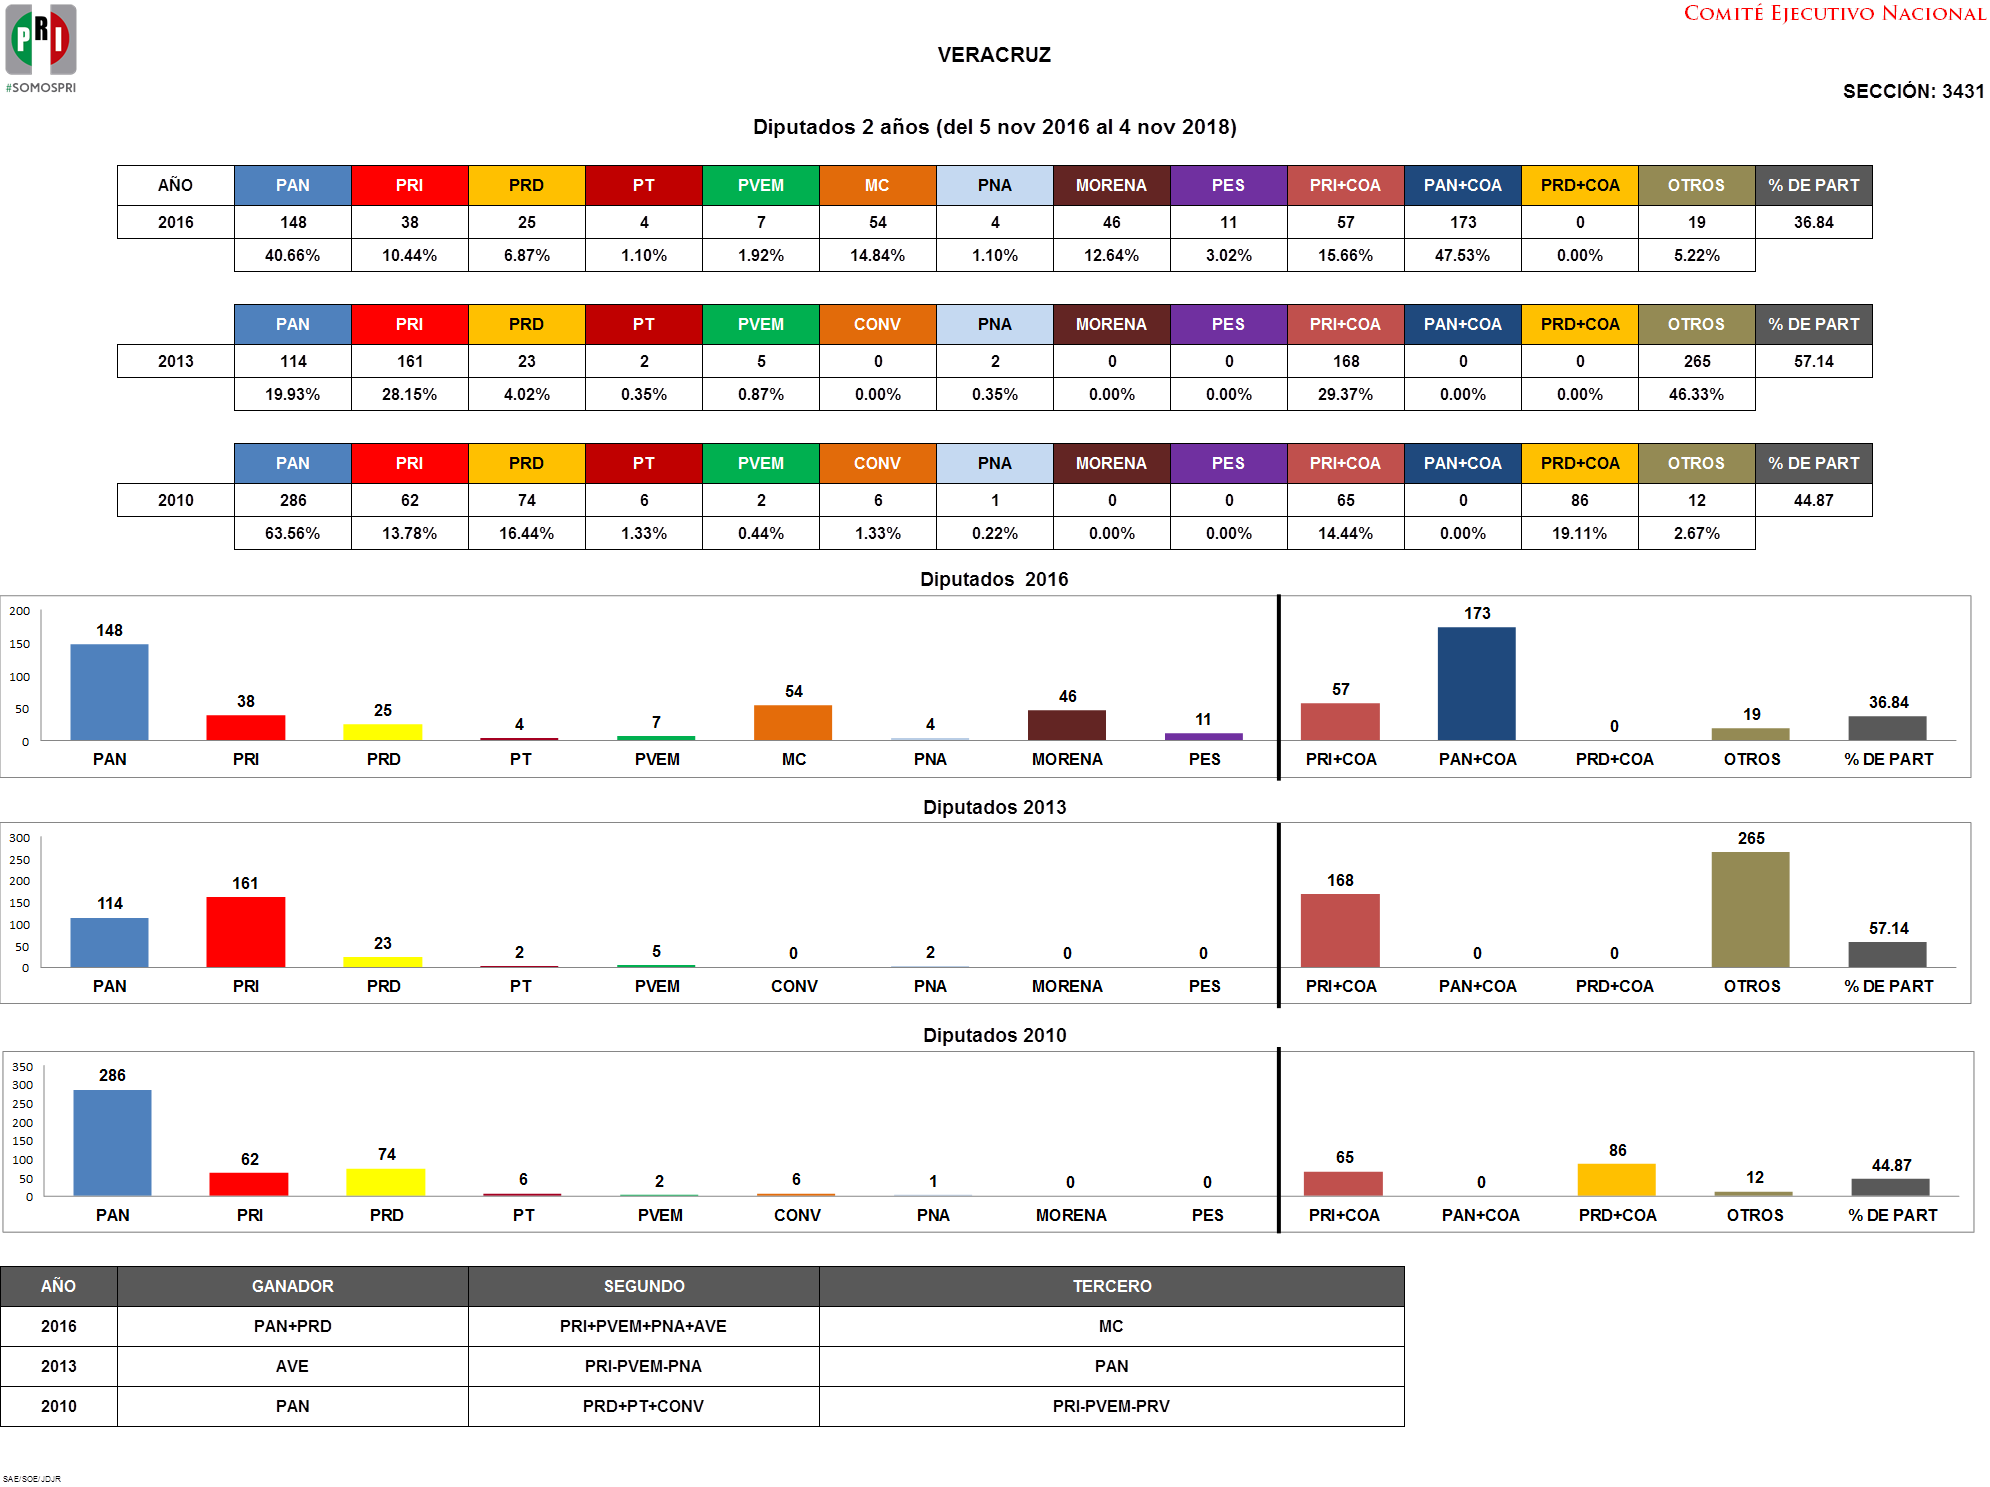 PRI
#SOMOSPRI
COMITÉ EJECUTIVO NACIONAL
VERACRUZ
SECCIÓN: 3431
Diputados 2 años (del 5 nov 2016 al 4 nov 2018)
AÑO PAN PRI PRD PT PVEM MC PNA MORENA PES PRI+COA PAN+COA PRD+COA OTROS % DE PART
2016 148 38 25 4 7 54 4 46 11 57 173 0 19 36.84
40.66% 10.44% 6.87% 1.10% 1.92% 14.84% 1.10% 12.64% 3.02% 15.66% 47.53% 0.00% 5.22%
PAN PRI PRD PT PVEM CONV PNA MORENA PES PRI+COA PAN+COA PRD+COA OTROS % DE PART
2013 114 161 23 2 5 0 2 0 0 168 0 0 265 57.14
19.93% 28.15% 4.02% 0.35% 0.87% 0.00% 0.35% 0.00% 0.00% 29.37% 0.00% 0.00% 46.33%
PAN PRI PRD PT PVEM CONV PNA MORENA PES PRI+COA PAN+COA PRD+COA OTROS % DE PART
2010 286 62 74 6 2 6 1 0 0 65 0 86 12 44.87
63.56% 13.78% 16.44% 1.33% 0.44% 1.33% 0.22% 0.00% 0.00% 14.44% 0.00% 19.11% 2.67%
Diputados 2016
200
150
100
50
0
148 38 25 4 7 54 4 46 11 57 173 0 19 36.84
PAN PRI PRD PT PVEM MC PNA MORENA PES PRI+COA PAN+COA PRD+COA OTROS % DE PART
Diputados 2013
300
250
200
150
100
50
0
114 161 23 2 5 0 2 0 0 168 0 0 265 57.14
PAN PRI PRD PT PVEM CONV PNA MORENA PES PRI+COA PAN+COA PRD+COA OTROS % DE PART
Diputados 2010
350
300
250
200
150
100
50
0
286 62 74 6 2 6 1 0 0 65 0 86 12 44.87
PAN PRI PRD PT PVEM CONV PNA MORENA PES PRI+COA PAN+COA PRD+COA OTROS % DE PART
AÑO GANADOR SEGUNDO TERCERO
2016 PAN+PRD PRI+PVEM+PNA+AVE MC
2013 AVE PRI-PVEM-PNA PAN
2010 PAN PRD+PT+CONV PRI-PVEM-PRV
SAE/SOE/JDJR